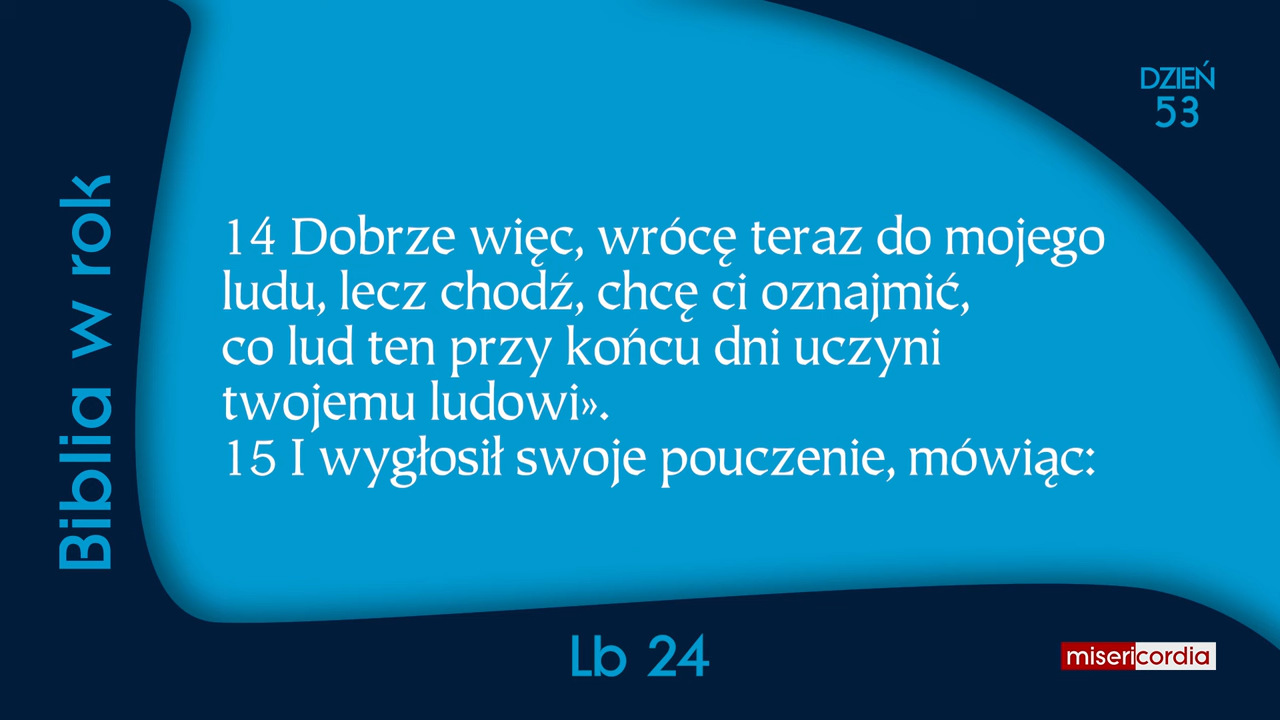 DZIEŃ
53
Biblia w rok
14 Dobrze więc, wrócę teraz do mojego
ludu, lecz chodź, chcę ci oznajmić,
co lud ten przy końcu dni uczyni
twojemu ludowi».
15 I wygłosił swoje pouczenie, mówiąc:
Lb 24
misericordia